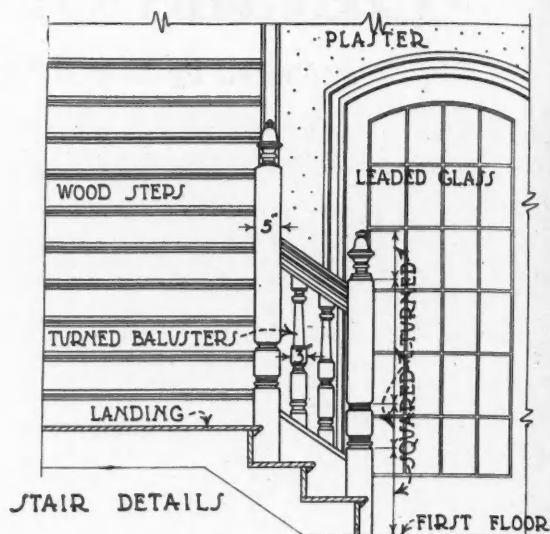 PLASTER
WOOD STEPS
LEADED GLASS
5"
TURNED BALUSTERS
3"
SQUARED & TURNED
LANDING
STAIR DETAILS
FIRST FLOOR